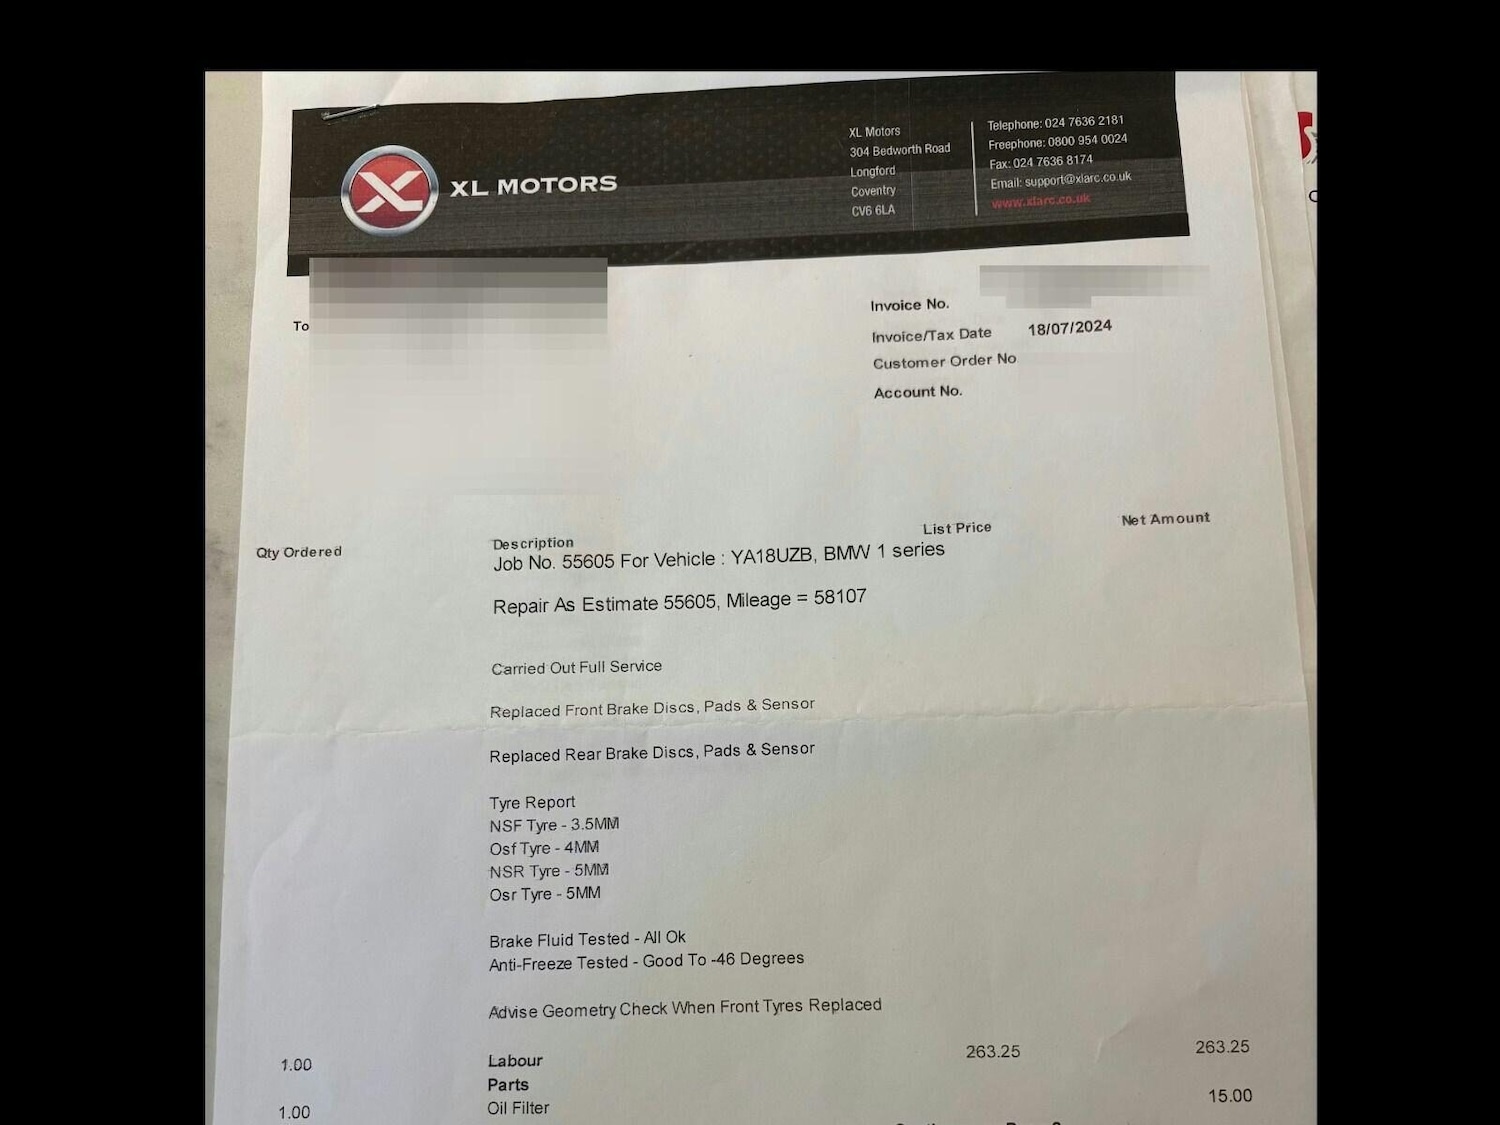 XL MOTORS
XL Motors
304 Bedworth Road
Longford
Coventry
CV6 6LA
Telephone: 024 7636 2181
Freephone: 0800 954 0024
Fax: 024 7636 8174
Email: support@xlarc.co.uk
www.xlarc.co.uk
To
Invoice No.
Invoice/Tax Date 18/07/2024
Customer Order No
Account No.
Qty Ordered Description List Price Net Amount
Job No. 55605 For Vehicle : YA18UZB, BMW 1 series
Repair As Estimate 55605, Mileage = 58107
Carried Out Full Service
Replaced Front Brake Discs, Pads & Sensor
Replaced Rear Brake Discs, Pads & Sensor
Tyre Report
NSF Tyre - 3.5MM
Osf Tyre - 4MM
NSR Tyre - 5MM
Osr Tyre - 5MM
Brake Fluid Tested - All Ok
Anti-Freeze Tested - Good To -46 Degrees
Advise Geometry Check When Front Tyres Replaced
1.00 Labour 263.25 263.25
Parts
1.00 Oil Filter 15.00